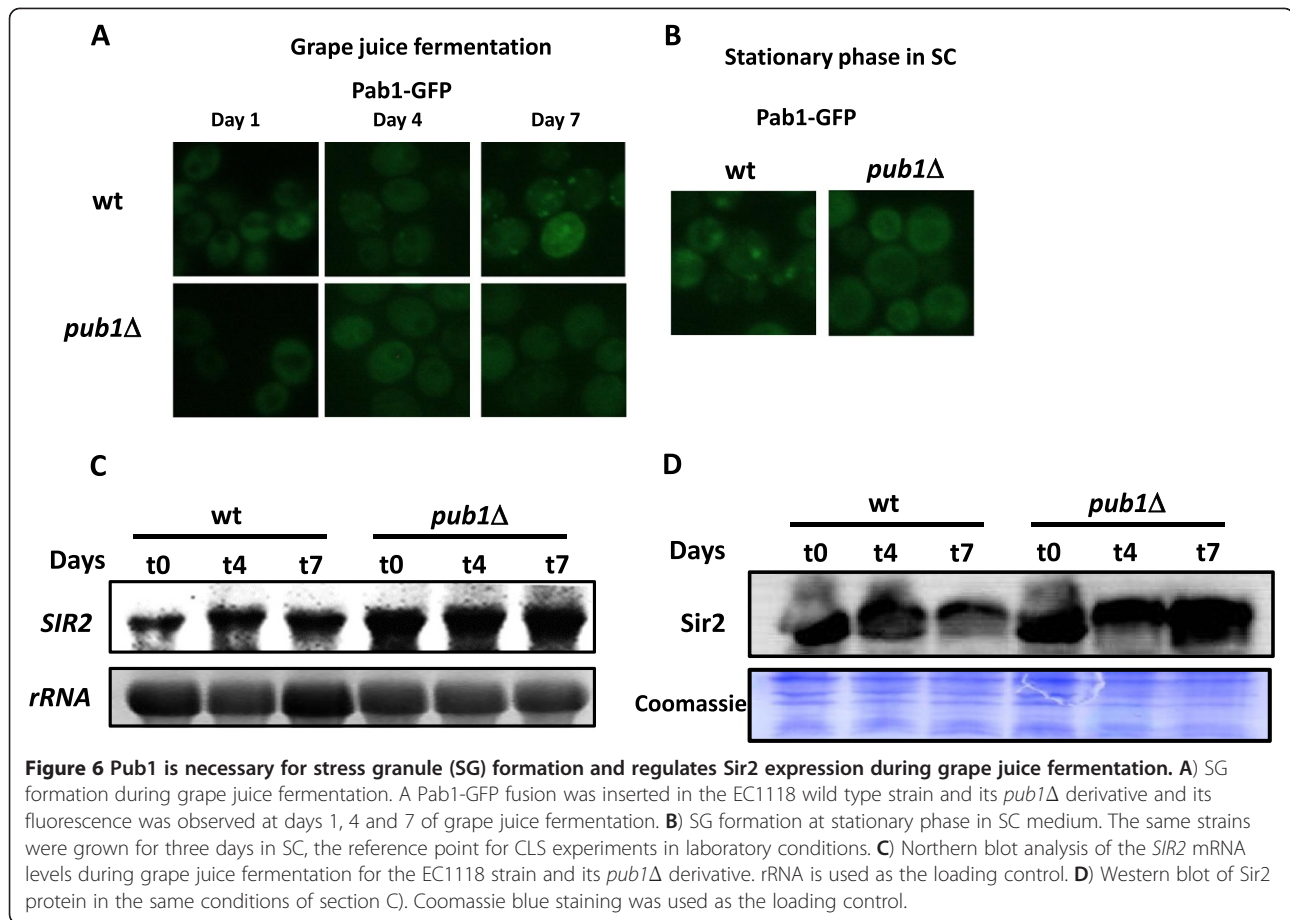 A
Grape juice fermentation
Pab1-GFP
Day 1 Day 4 Day 7
wt
pub1Δ
B
Stationary phase in SC
Pab1-GFP
wt pub1Δ
C
wt pub1Δ
Days t0 t4 t7 t0 t4 t7
SIR2
rRNA
D
wt pub1Δ
Days t0 t4 t7 t0 t4 t7
Sir2
Coomassie
Figure 6 Pub1 is necessary for stress granule (SG) formation and regulates Sir2 expression during grape juice fermentation. A) SG
formation during grape juice fermentation. A Pab1-GFP fusion was inserted in the EC1118 wild type strain and its pub1Δ derivative and its
fluorescence was observed at days 1, 4 and 7 of grape juice fermentation. B) SG formation at stationary phase in SC medium. The same strains
were grown for three days in SC, the reference point for CLS experiments in laboratory conditions. C) Northern blot analysis of the SIR2 mRNA
levels during grape juice fermentation for the EC1118 strain and its pub1Δ derivative. rRNA is used as the loading control. D) Western blot of Sir2
protein in the same conditions of section C). Coomassie blue staining was used as the loading control.